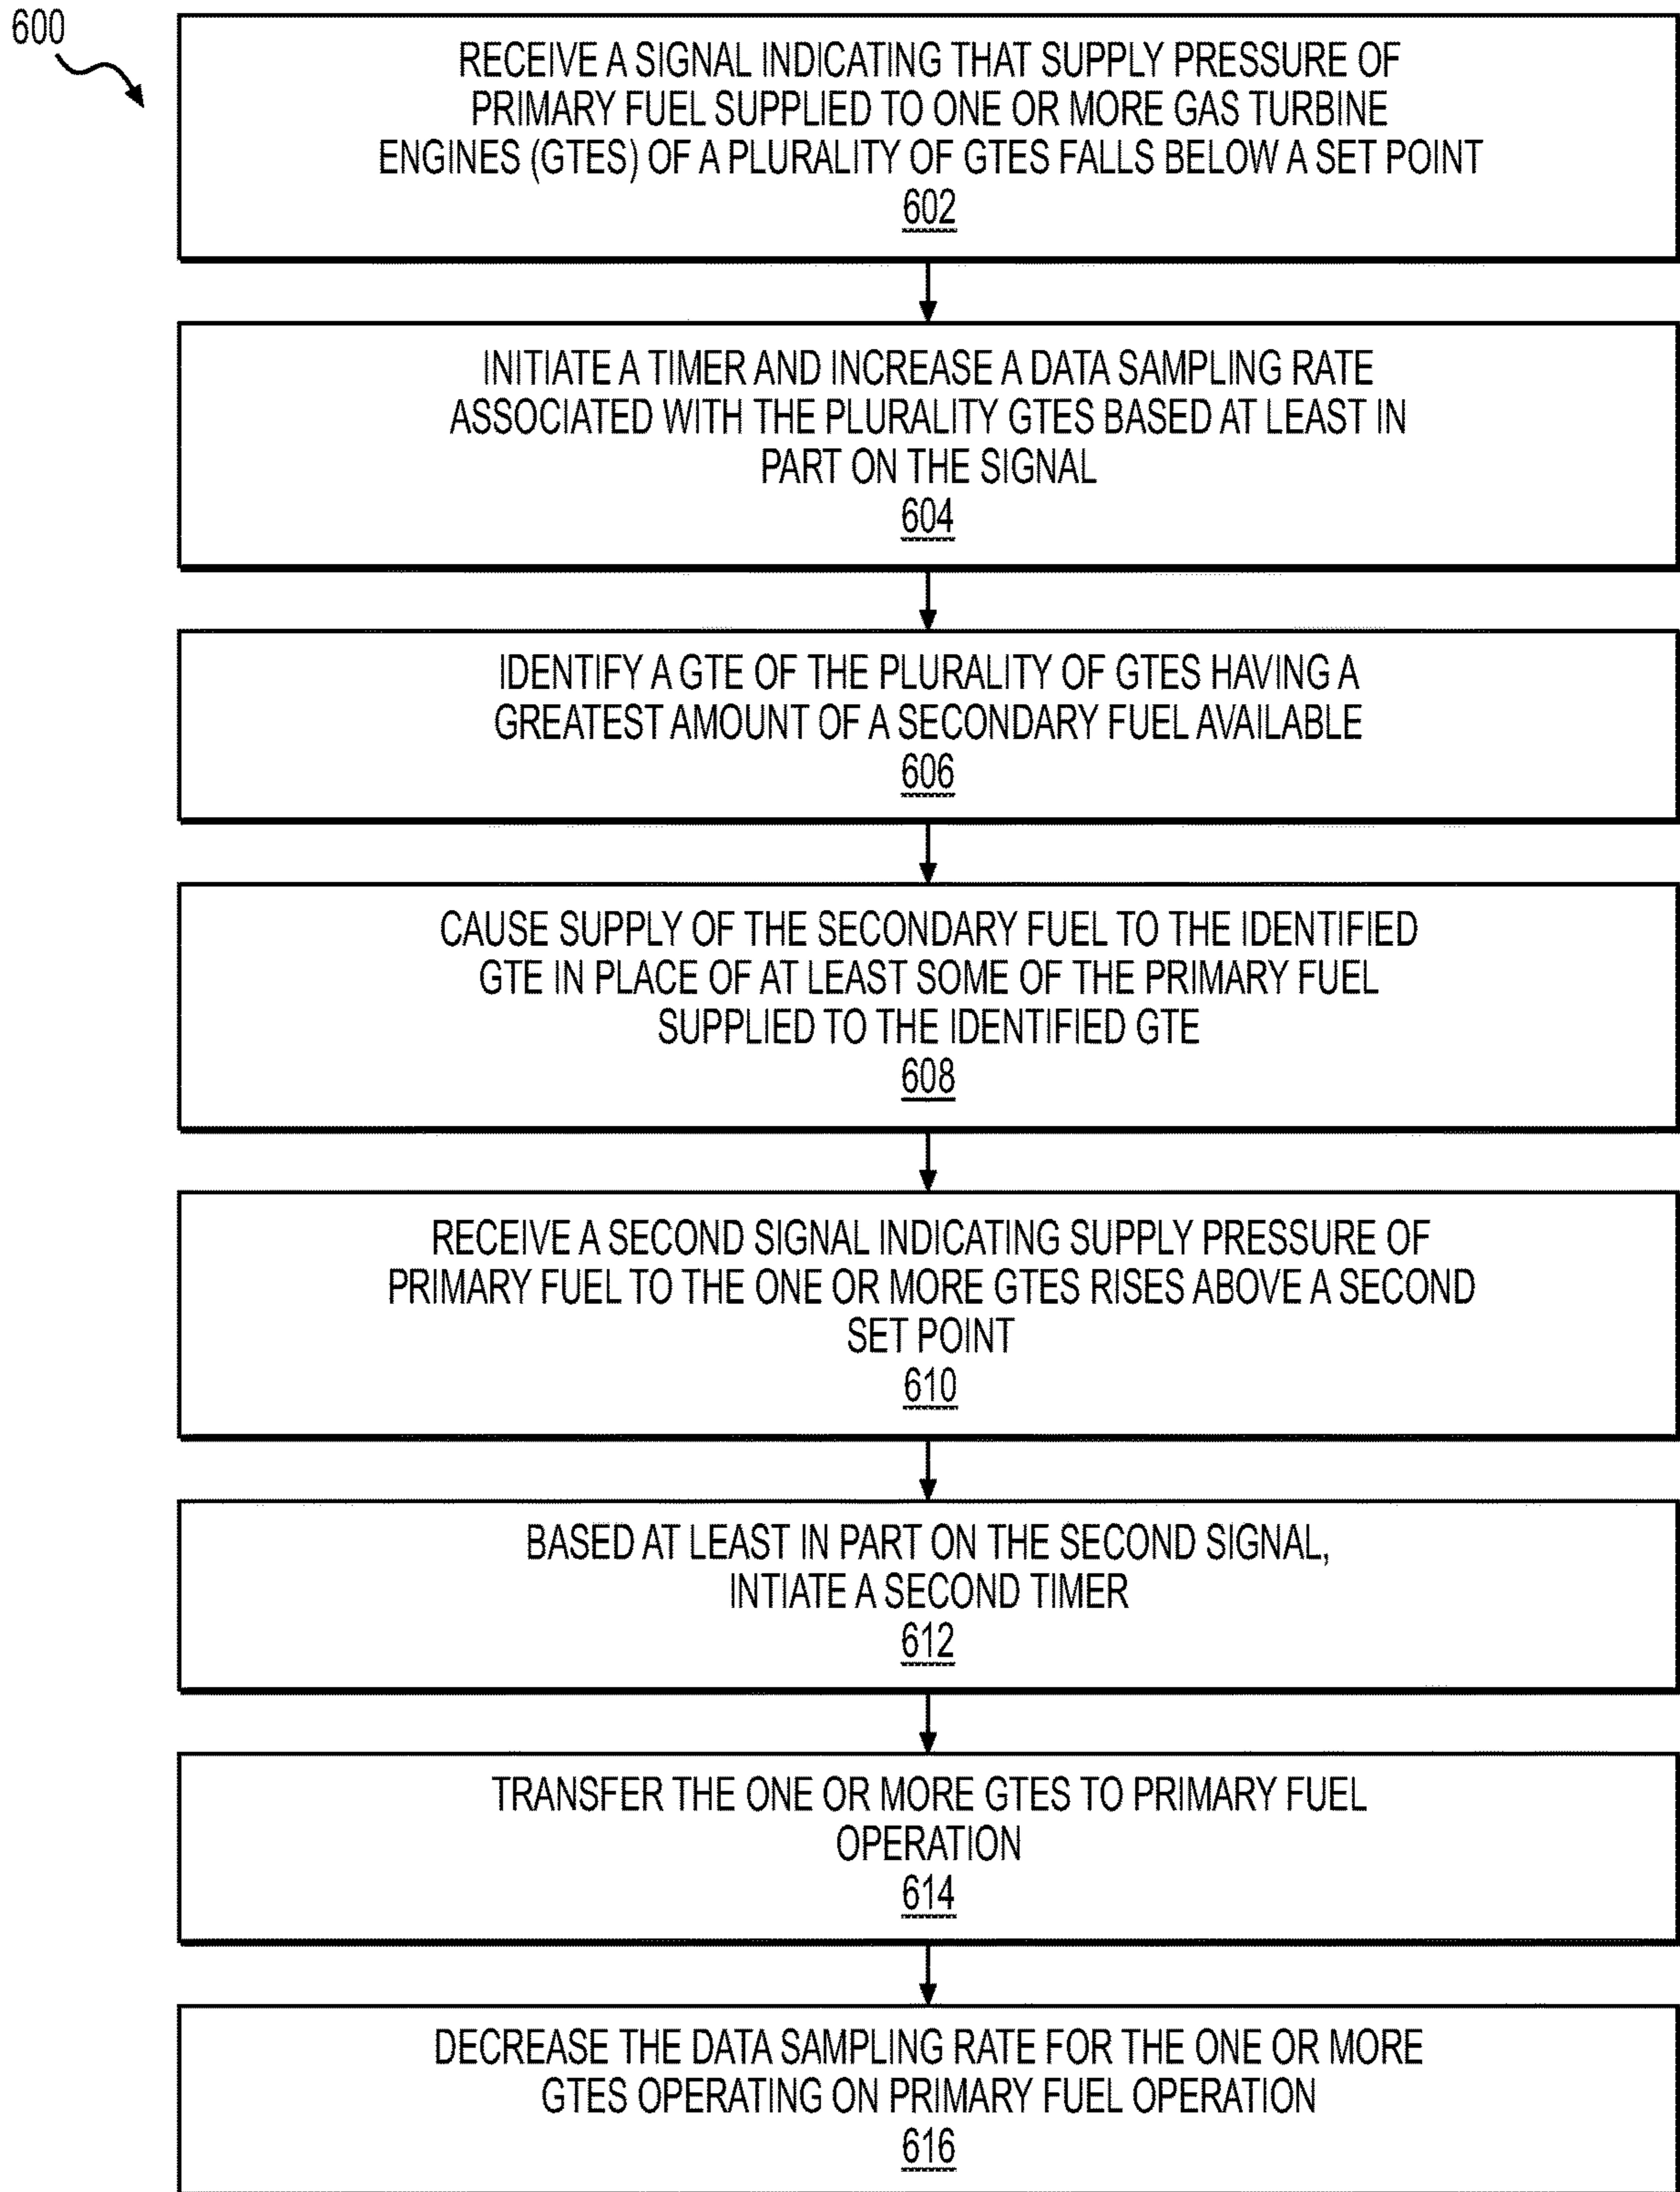 600
RECEIVE A SIGNAL INDICATING THAT SUPPLY PRESSURE OF
PRIMARY FUEL SUPPLIED TO ONE OR MORE GAS TURBINE
ENGINES (GTES) OF A PLURALITY OF GTES FALLS BELOW A SET POINT
602
INITIATE A TIMER AND INCREASE A DATA SAMPLING RATE
ASSOCIATED WITH THE PLURALITY GTES BASED AT LEAST IN
PART ON THE SIGNAL
604
IDENTIFY A GTE OF THE PLURALITY OF GTES HAVING A
GREATEST AMOUNT OF A SECONDARY FUEL AVAILABLE
606
CAUSE SUPPLY OF THE SECONDARY FUEL TO THE IDENTIFIED
GTE IN PLACE OF AT LEAST SOME OF THE PRIMARY FUEL
SUPPLIED TO THE IDENTIFIED GTE
608
RECEIVE A SECOND SIGNAL INDICATING SUPPLY PRESSURE OF
PRIMARY FUEL TO THE ONE OR MORE GTES RISES ABOVE A SECOND
SET POINT
610
BASED AT LEAST IN PART ON THE SECOND SIGNAL,
INTIATE A SECOND TIMER
612
TRANSFER THE ONE OR MORE GTES TO PRIMARY FUEL
OPERATION
614
DECREASE THE DATA SAMPLING RATE FOR THE ONE OR MORE
GTES OPERATING ON PRIMARY FUEL OPERATION
616